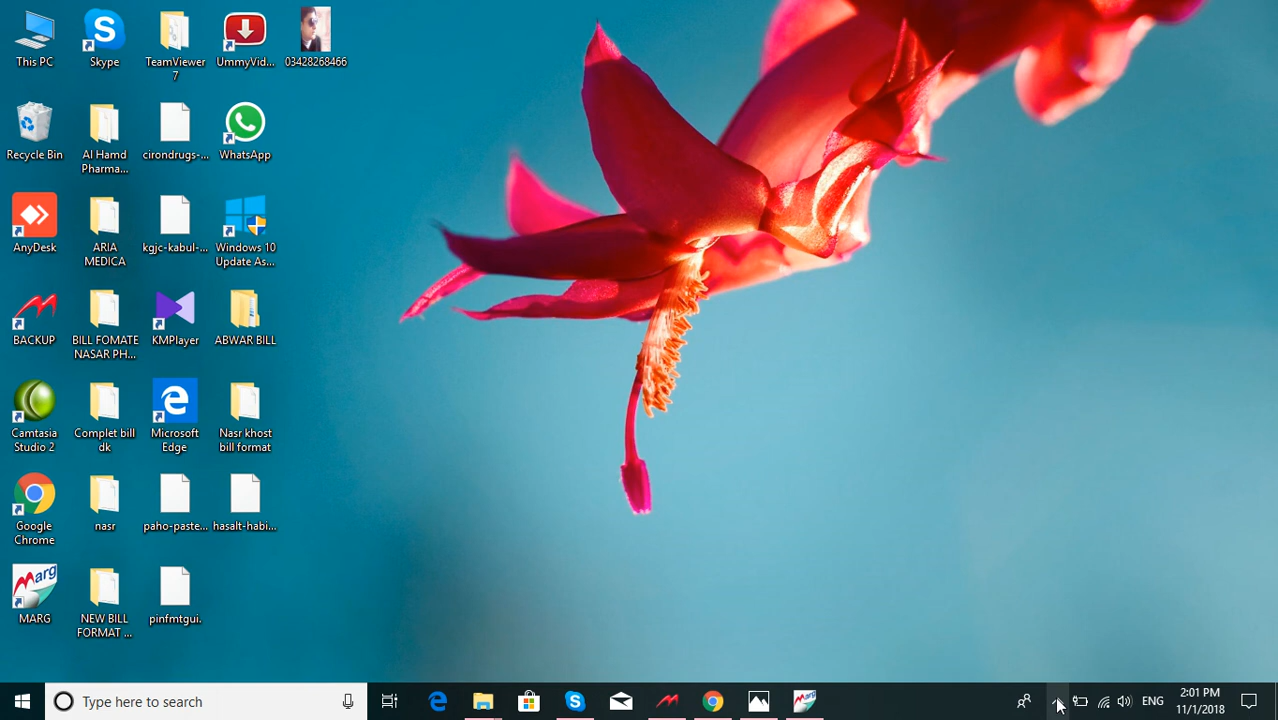 This PC
Skype
TeamViewer
7
UmmyVid...
03428268466
Recycle Bin
Al Hamd
Pharma...
cirondrugs-...
WhatsApp
AnyDesk
ARIA
MEDICA
kgjc-kabul-...
Windows 10
Update As...
BACKUP
BILL FOMATE
NASAR PH...
KMPlayer
ABWAR BILL
Camtasia
Studio 2
Complet bill
dk
Microsoft
Edge
Nasr khost
bill format
Google
Chrome
nasr
paho-paste...
hasalt-habi...
Marg
MARG
NEW BILL
FORMAT ...
pinfmtgui.
Type here to search
Marg
ENG
2:01 PM
11/1/2018